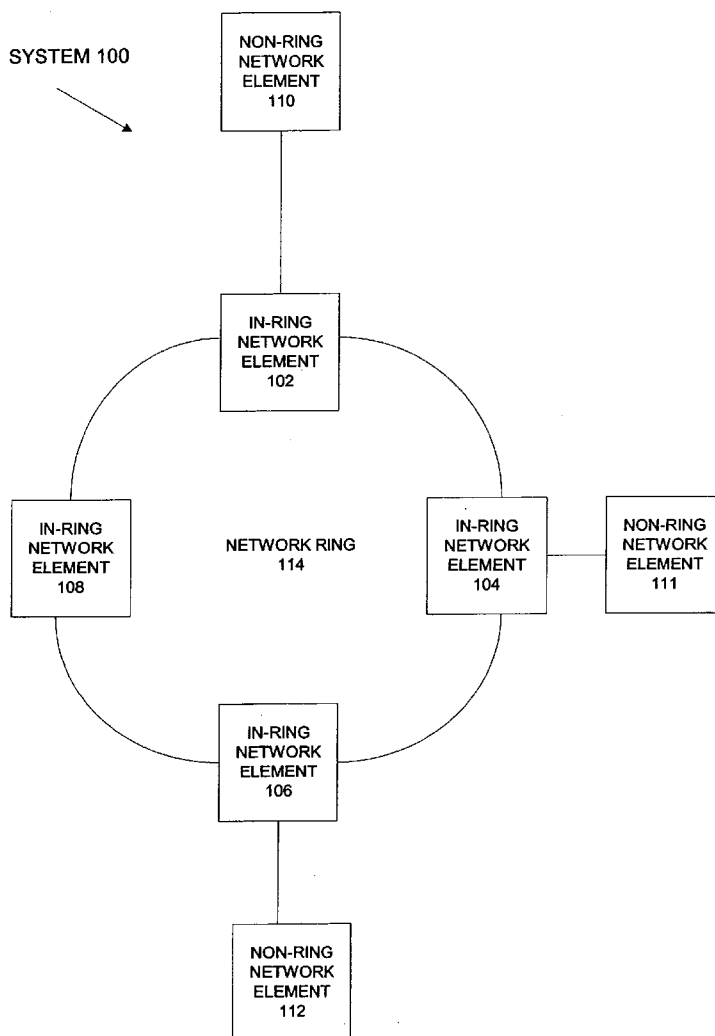 SYSTEM 100
NON-RING
NETWORK
ELEMENT
110
IN-RING
NETWORK
ELEMENT
102
IN-RING
NETWORK
ELEMENT
108
NETWORK RING
114
IN-RING
NETWORK
ELEMENT
104
NON-RING
NETWORK
ELEMENT
111
IN-RING
NETWORK
ELEMENT
106
NON-RING
NETWORK
ELEMENT
112